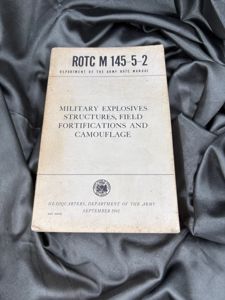 ROTC M 145-5-2
DEPARTMENT OF THE ARMY ROTC MANUAL
MILITARY EXPLOSIVES
STRUCTURES, FIELD
FORTIFICATIONS AND
CAMOUFLAGE
HEADQUARTERS, DEPARTMENT OF THE ARMY
SEPTEMBER